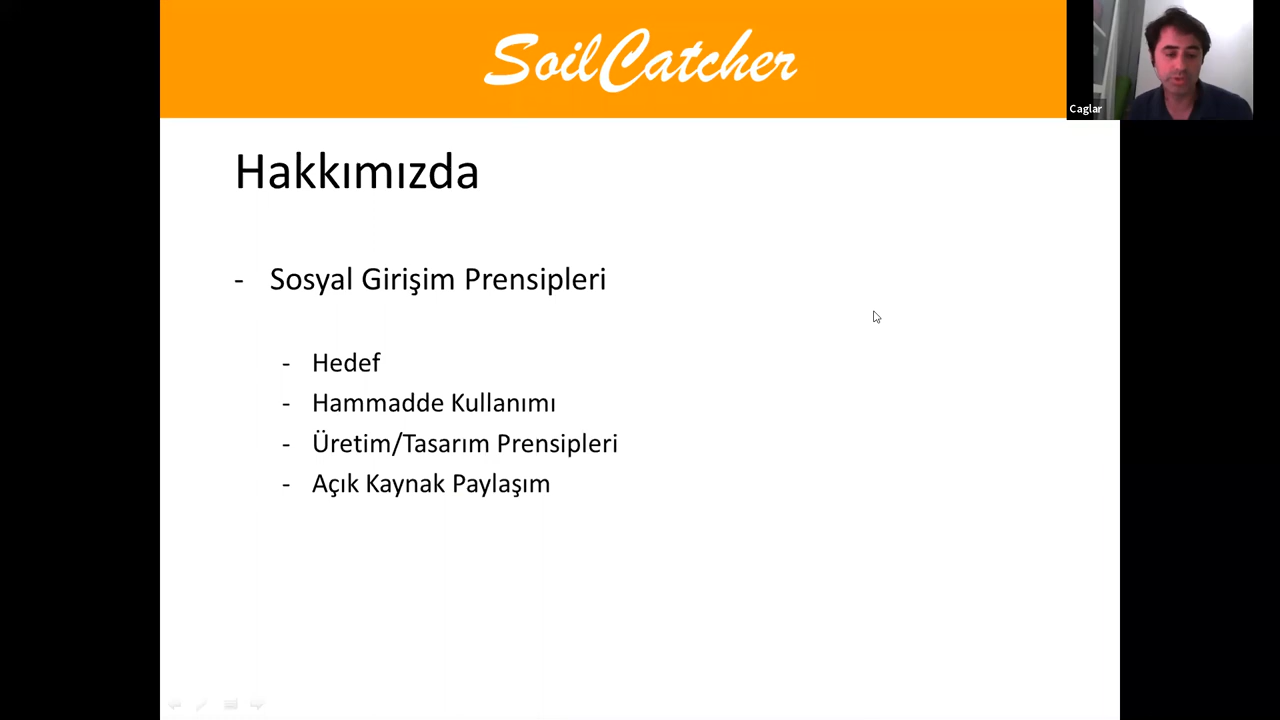 SoilCatcher
Caglar
Hakkımızda
- Sosyal Girişim Prensipleri
- Hedef
- Hammadde Kullanımı
- Üretim/Tasarım Prensipleri
- Açık Kaynak Paylaşım